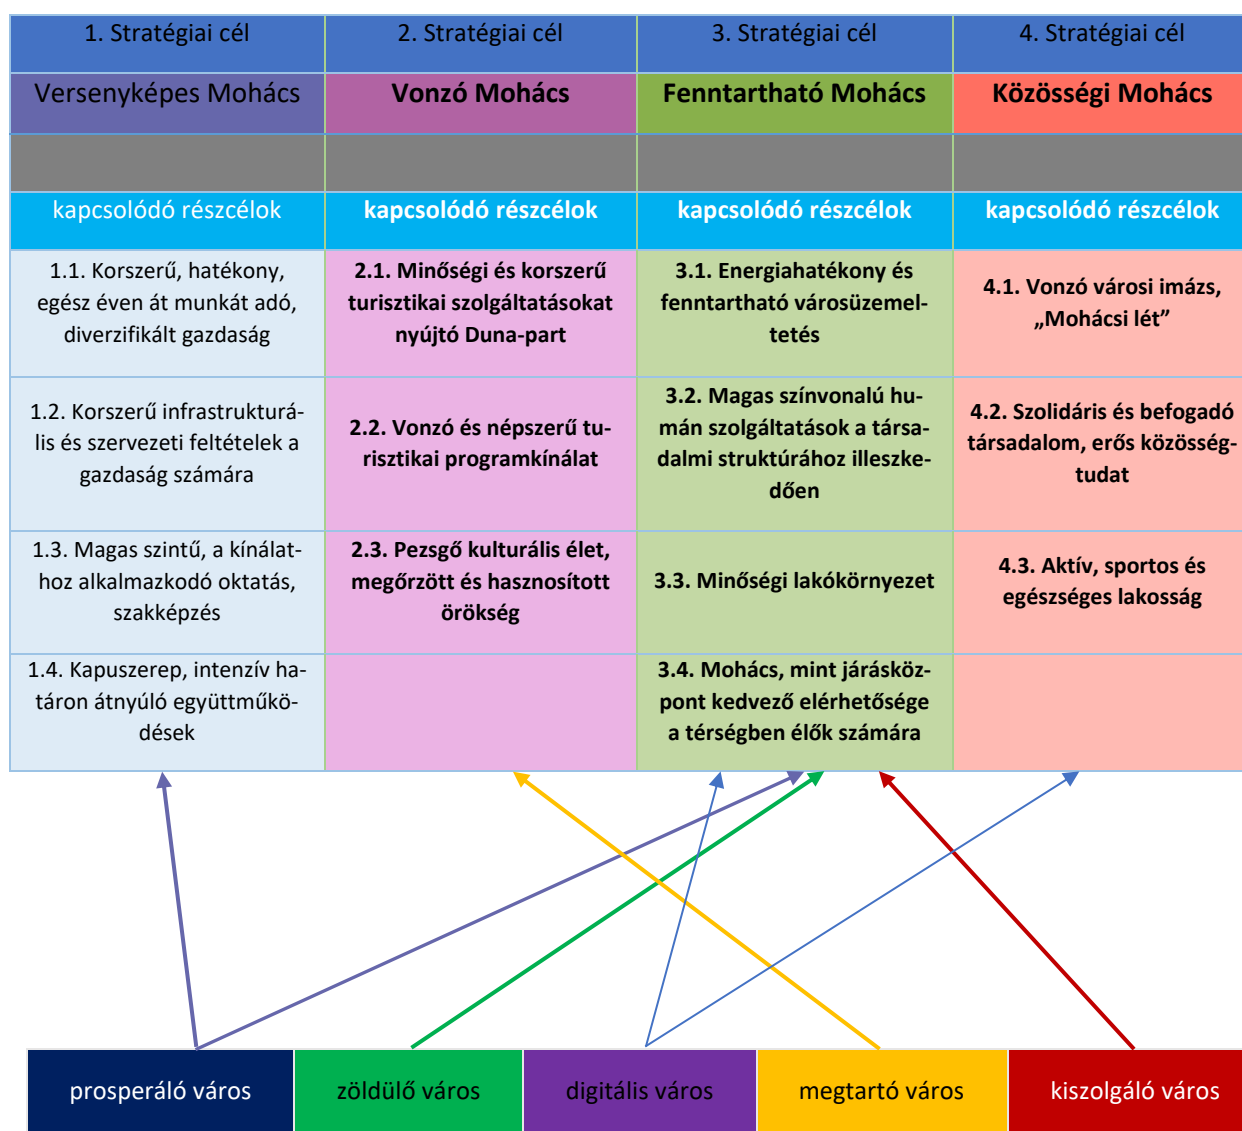 1. Stratégiai cél
2. Stratégiai cél
3. Stratégiai cél
4. Stratégiai cél
Versenyképes Mohács
Vonzó Mohács
Fenntartható Mohács
Közösségi Mohács
kapcsolódó részcélok
kapcsolódó részcélok
kapcsolódó részcélok
kapcsolódó részcélok
1.1. Korszerű, hatékony,
egész éven át munkát adó,
diverzifikált gazdaság
2.1. Minőségi és korszerű
turisztikai szolgáltatásokat
nyújtó Duna-part
3.1. Energiahatékony és
fenntartható városüzemel-
tetés
4.1. Vonzó városi imázs,
„Mohácsi lét”
1.2. Korszerű infrastrukturá-
lis és szervezeti feltételek a
gazdaság számára
2.2. Vonzó és népszerű tu-
risztikai programkínálat
3.2. Magas színvonalú hu-
mán szolgáltatások a társa-
dalmi struktúrához illeszke-
dően
4.2. Szolidáris és befogadó
társadalom, erős közösség-
tudat
1.3. Magas szintű, a kínálat-
hoz alkalmazkodó oktatás,
szakképzés
2.3. Pezsgő kulturális élet,
megőrzött és hasznosított
örökség
3.3. Minőségi lakókörnyezet
4.3. Aktív, sportos és
egészséges lakosság
1.4. Kapuszerep, intenzív ha-
táron átnyúló együttműkö-
dések
3.4. Mohács, mint járásköz-
pont kedvező elérhetősége
a térségben élők számára
prosperáló város
zöldülő város
digitális város
megtartó város
kiszolgáló város